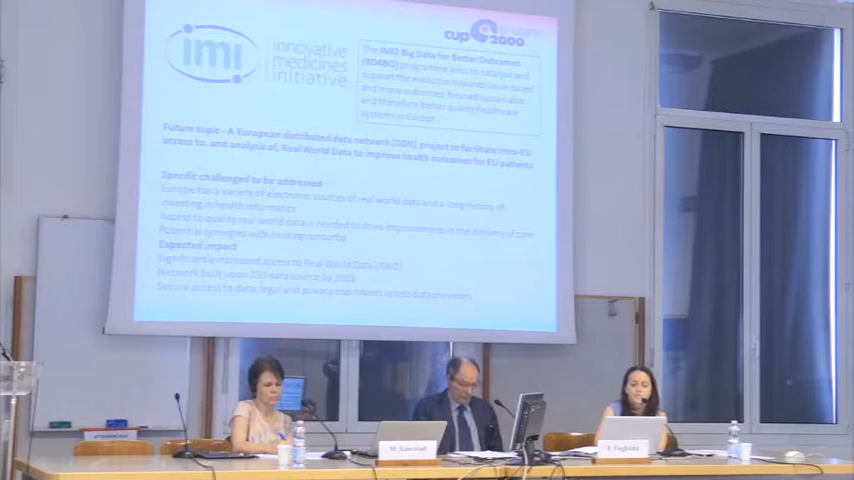 imi
innovative
medicines
initiative
cup
2000
The IMI2 Big Data for Better Outcomes
(BD4BO) programme aims to catalyse and
support the evolution towards value-based
and more outcomes-focused sustainable
and therefore better quality healthcare
systems in Europe.
Future topic - A European distributed data network (DDN) project to facilitate intra-EU
access to, and analysis of, Real World Data to improve health outcomes for EU patients
Specific challenged to be addressed
Europe has a variety of electronic sources of real-world data and a long history of
investing in health informatics
Access to quality real-world data is needed to drive improvements in the delivery of care
Potential synergies with existing consortia
Expected impact
Significantly increased access to Real World Data (RWD)
Network built upon 250 data source by 2025
Secure access to date: legal and privacy constraints across data providers